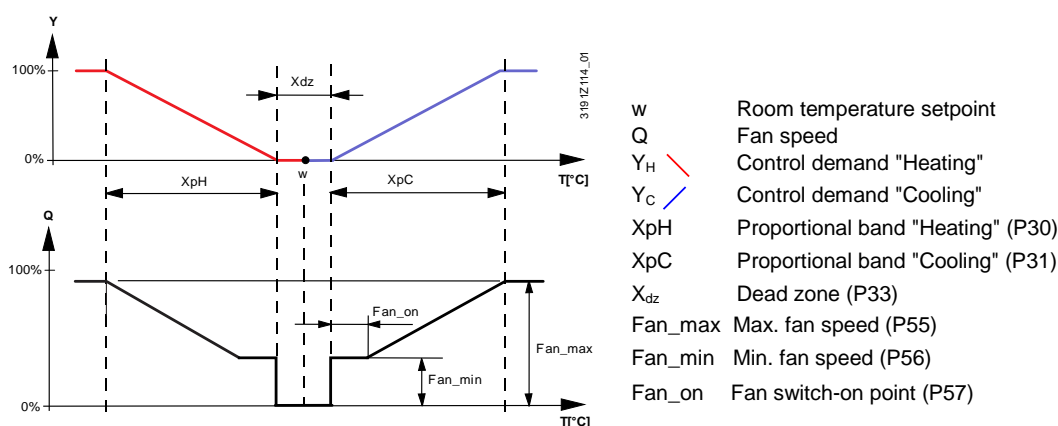 Y
100%
Xdz
3191Z114_01
0%
w
T[°C]
XpH
XpC
Q
100%
Fan_on
Fan_max
Fan_min
0%
T[°C]
w Room temperature setpoint
Q Fan speed
YH Control demand "Heating"
YC Control demand "Cooling"
XpH Proportional band "Heating" (P30)
XpC Proportional band "Cooling" (P31)
Xdz Dead zone (P33)
Fan_max Max. fan speed (P55)
Fan_min Min. fan speed (P56)
Fan_on Fan switch-on point (P57)